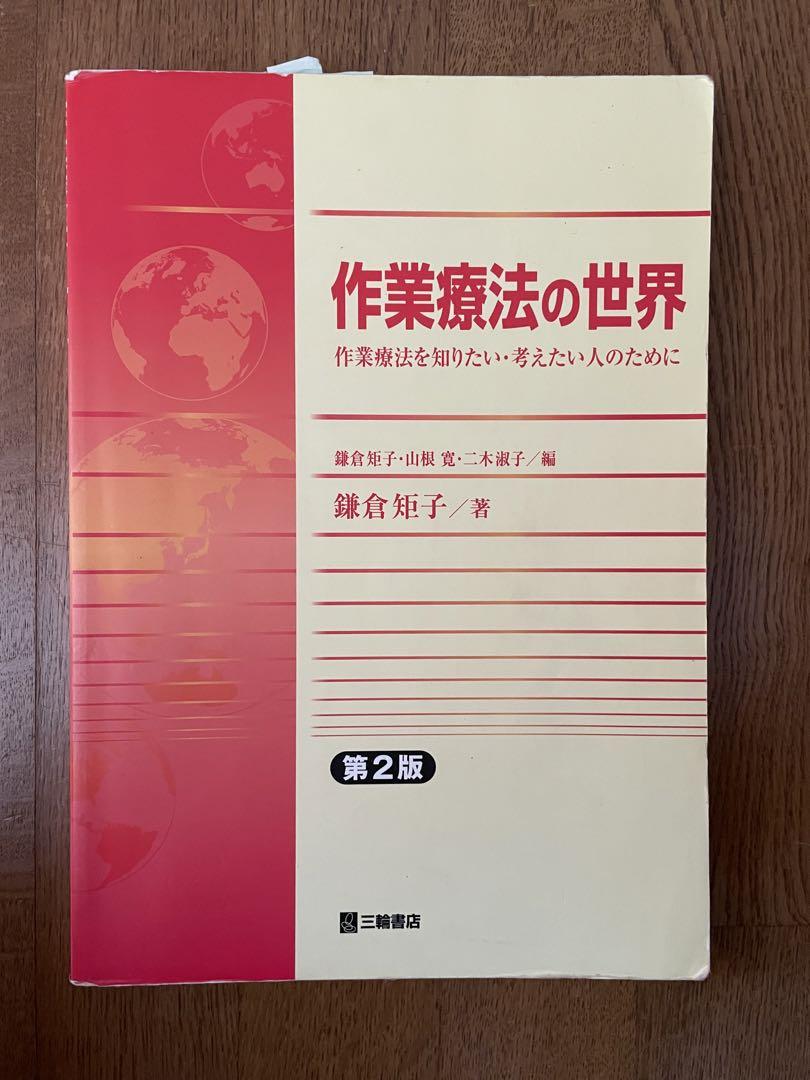 作業療法の世界
作業療法を知りたい・考えたい人のために
鎌倉矩子・山根 寛・二木淑子／編
鎌倉矩子／著
第2版
三輪書店